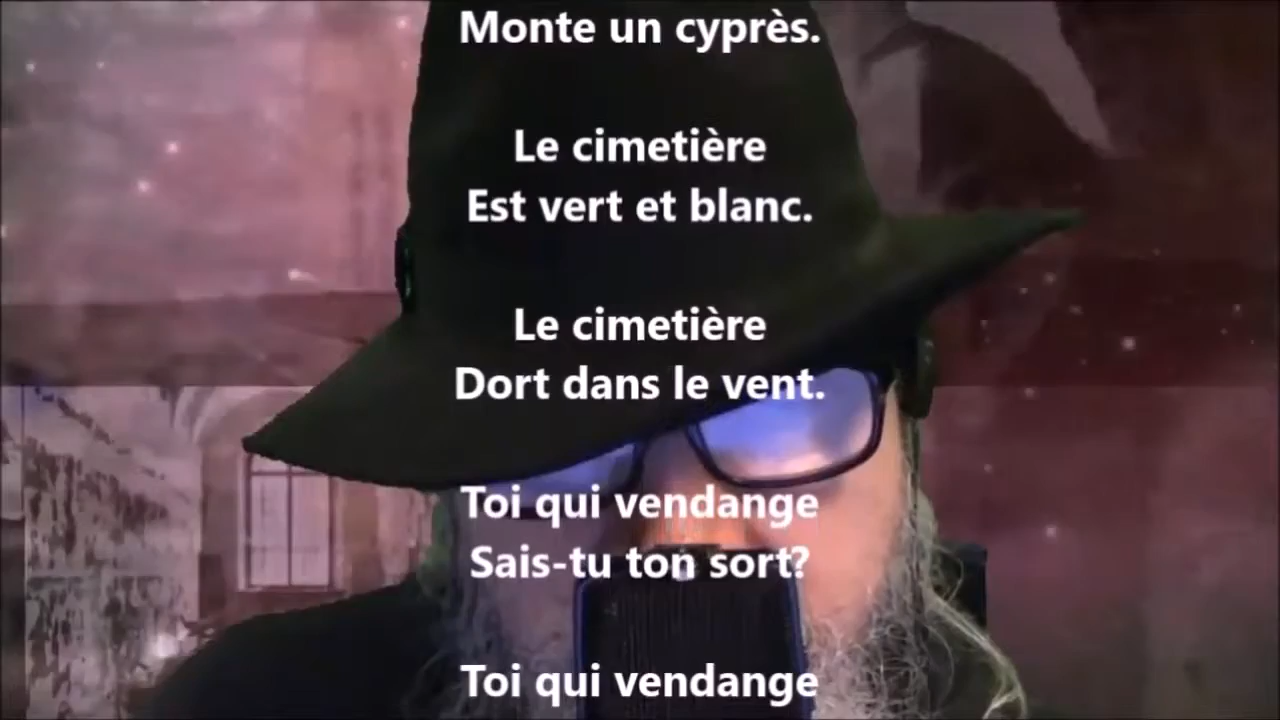 Monte un cyprès.
Le cimetière
Est vert et blanc.
Le cimetière
Dort dans le vent.
Toi qui vendange
Sais-tu ton sort?
Toi qui vendange